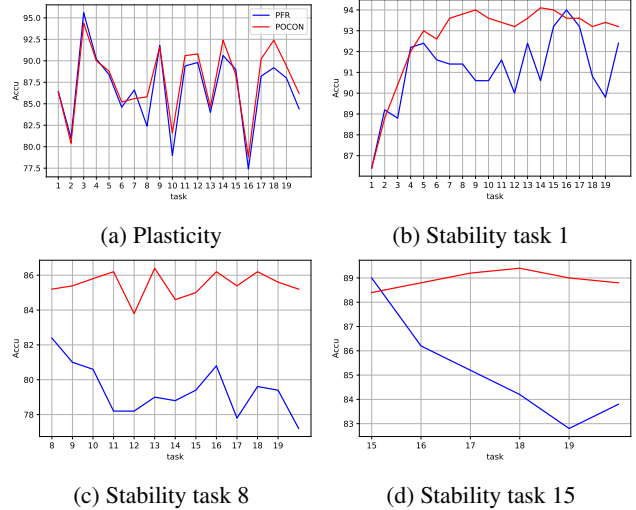 PFR
POCON
Accu
95.0
92.5
90.0
87.5
85.0
82.5
80.0
77.5
1 2 3 4 5 6 7 8 9 10 11 12 13 14 15 16 17 18 19
task
(a) Plasticity
Accu
94
93
92
91
90
89
88
87
1 2 3 4 5 6 7 8 9 10 11 12 13 14 15 16 17 18 19
task
(b) Stability task 1
Accu
86
84
82
80
78
8 9 10 11 12 13 14 15 16 17 18 19
task
(c) Stability task 8
Accu
89
88
87
86
85
84
83
15 16 17 18 19
task
(d) Stability task 15